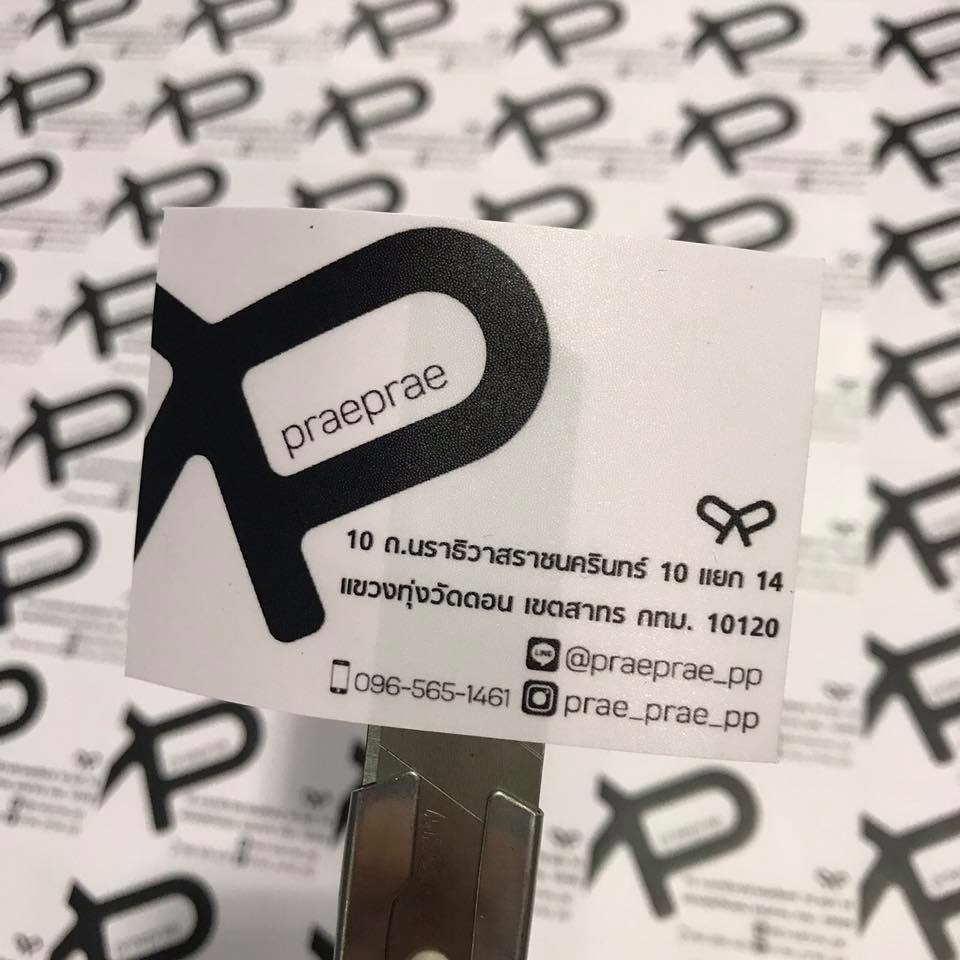 praeprae
10 ถ.นราธิวาสราชนครินทร์ 10 แยก 14
แขวงทุ่งวัดดอน เขตสาทร กทม. 10120
LINE @praeprae_pp
096-565-1461 prae_prae_pp